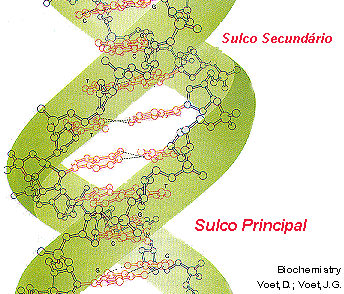 Sulco Secundário
Sulco Principal
Biochemistry
Voet,D.; Voet,J.G.